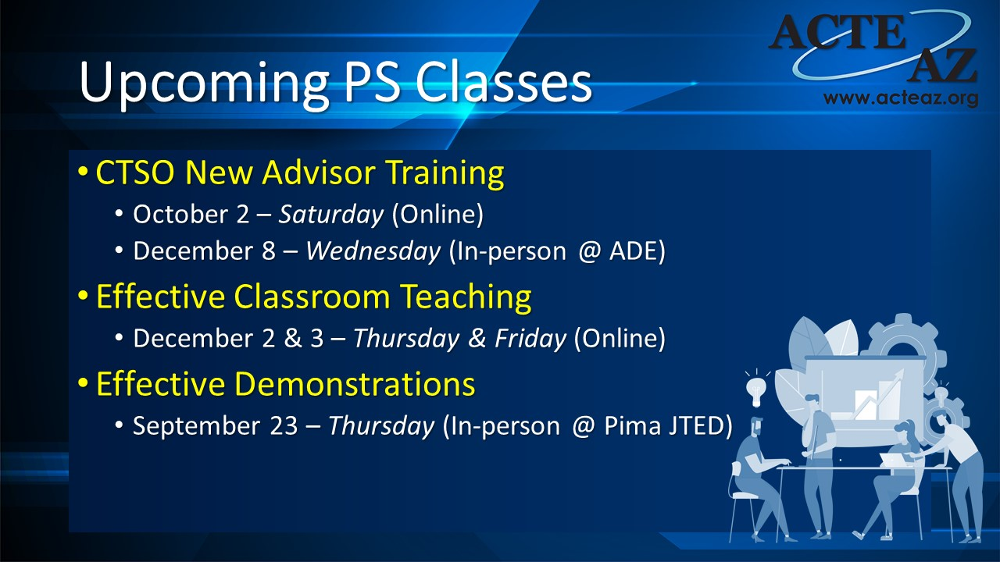 ACTE
AZ
www.acteaz.org
Upcoming PS Classes
• CTSO New Advisor Training
• October 2 – Saturday (Online)
• December 8 – Wednesday (In-person @ ADE)
• Effective Classroom Teaching
• December 2 & 3 – Thursday & Friday (Online)
• Effective Demonstrations
• September 23 – Thursday (In-person @ Pima JTED)